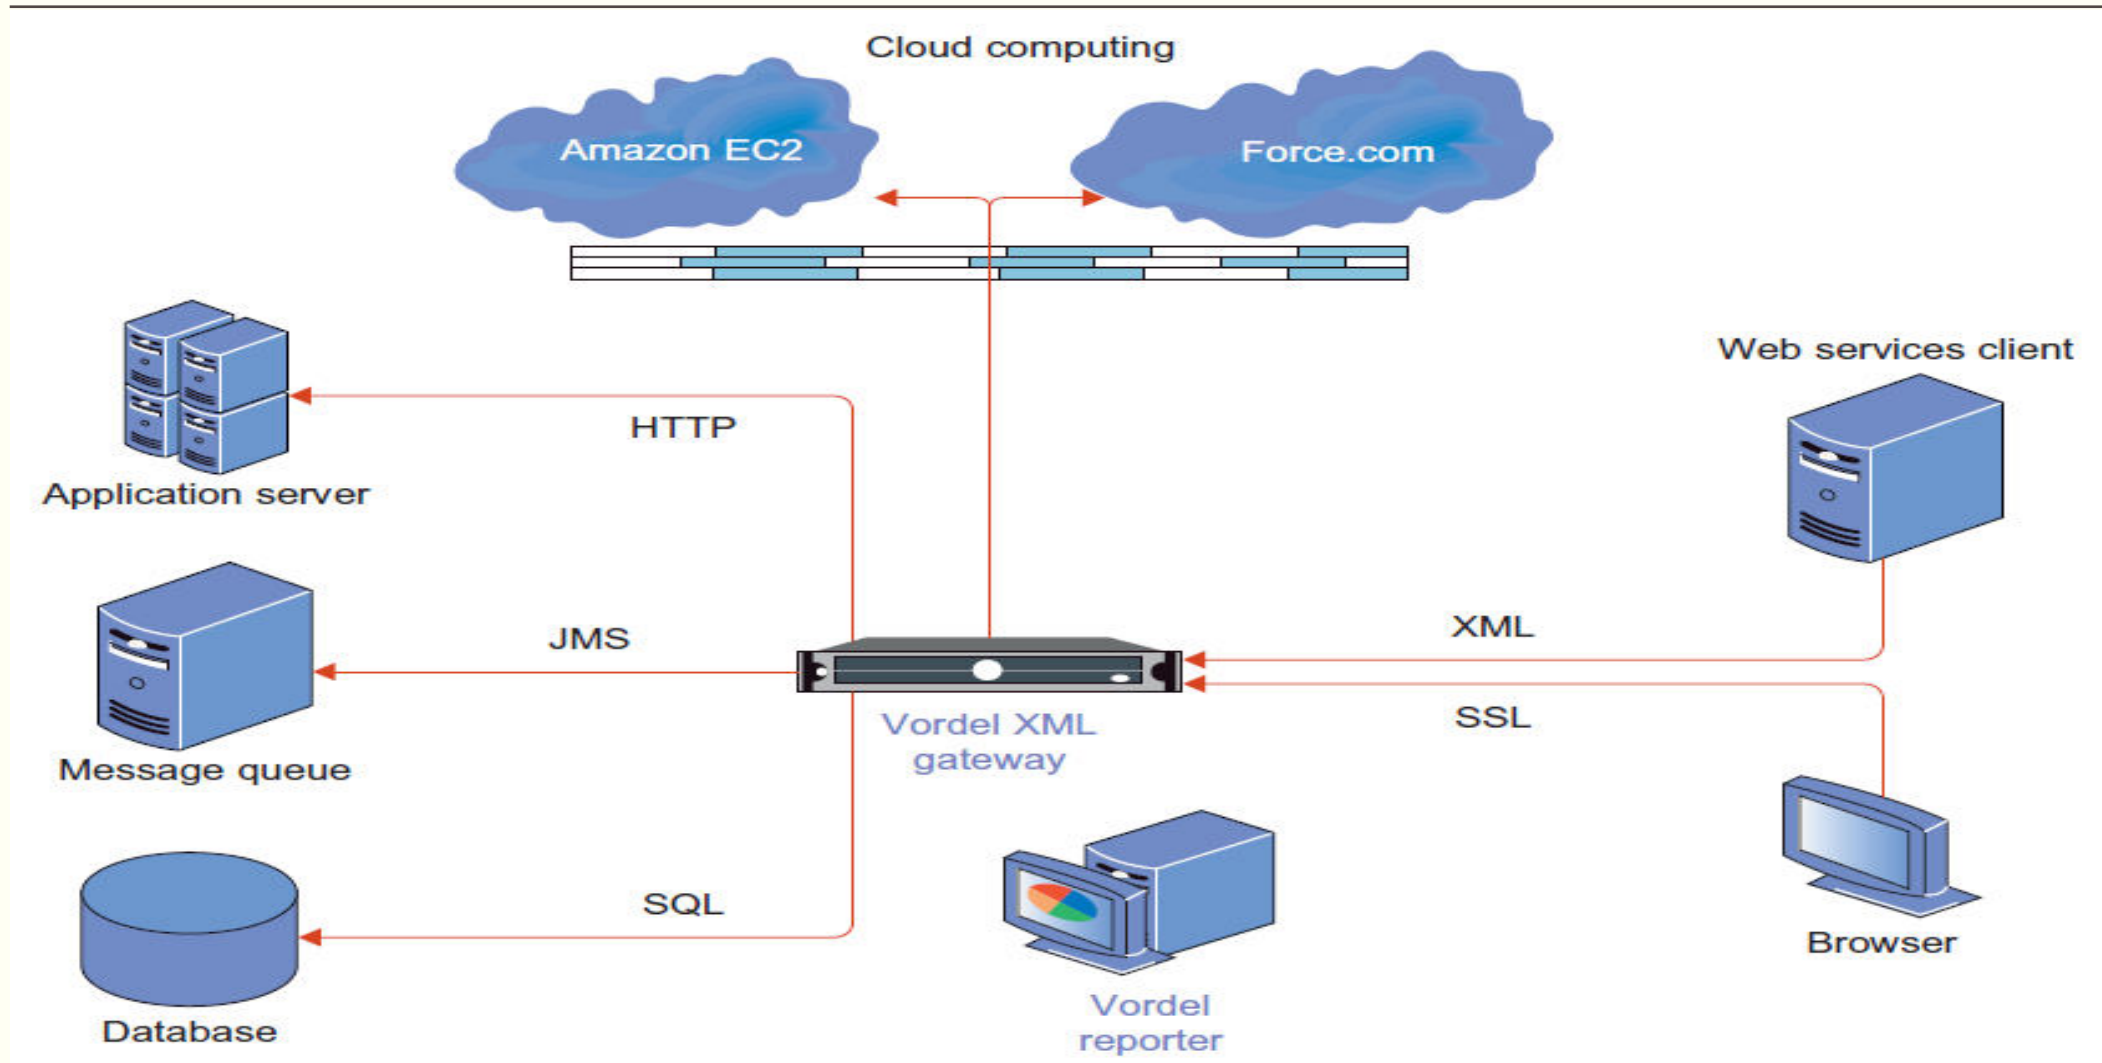 Cloud computing
Amazon EC2
Force.com
Web services client
HTTP
Application server
XML
JMS
SSL
Vordel XML
gateway
Message queue
SQL
Browser
Vordel
reporter
Database